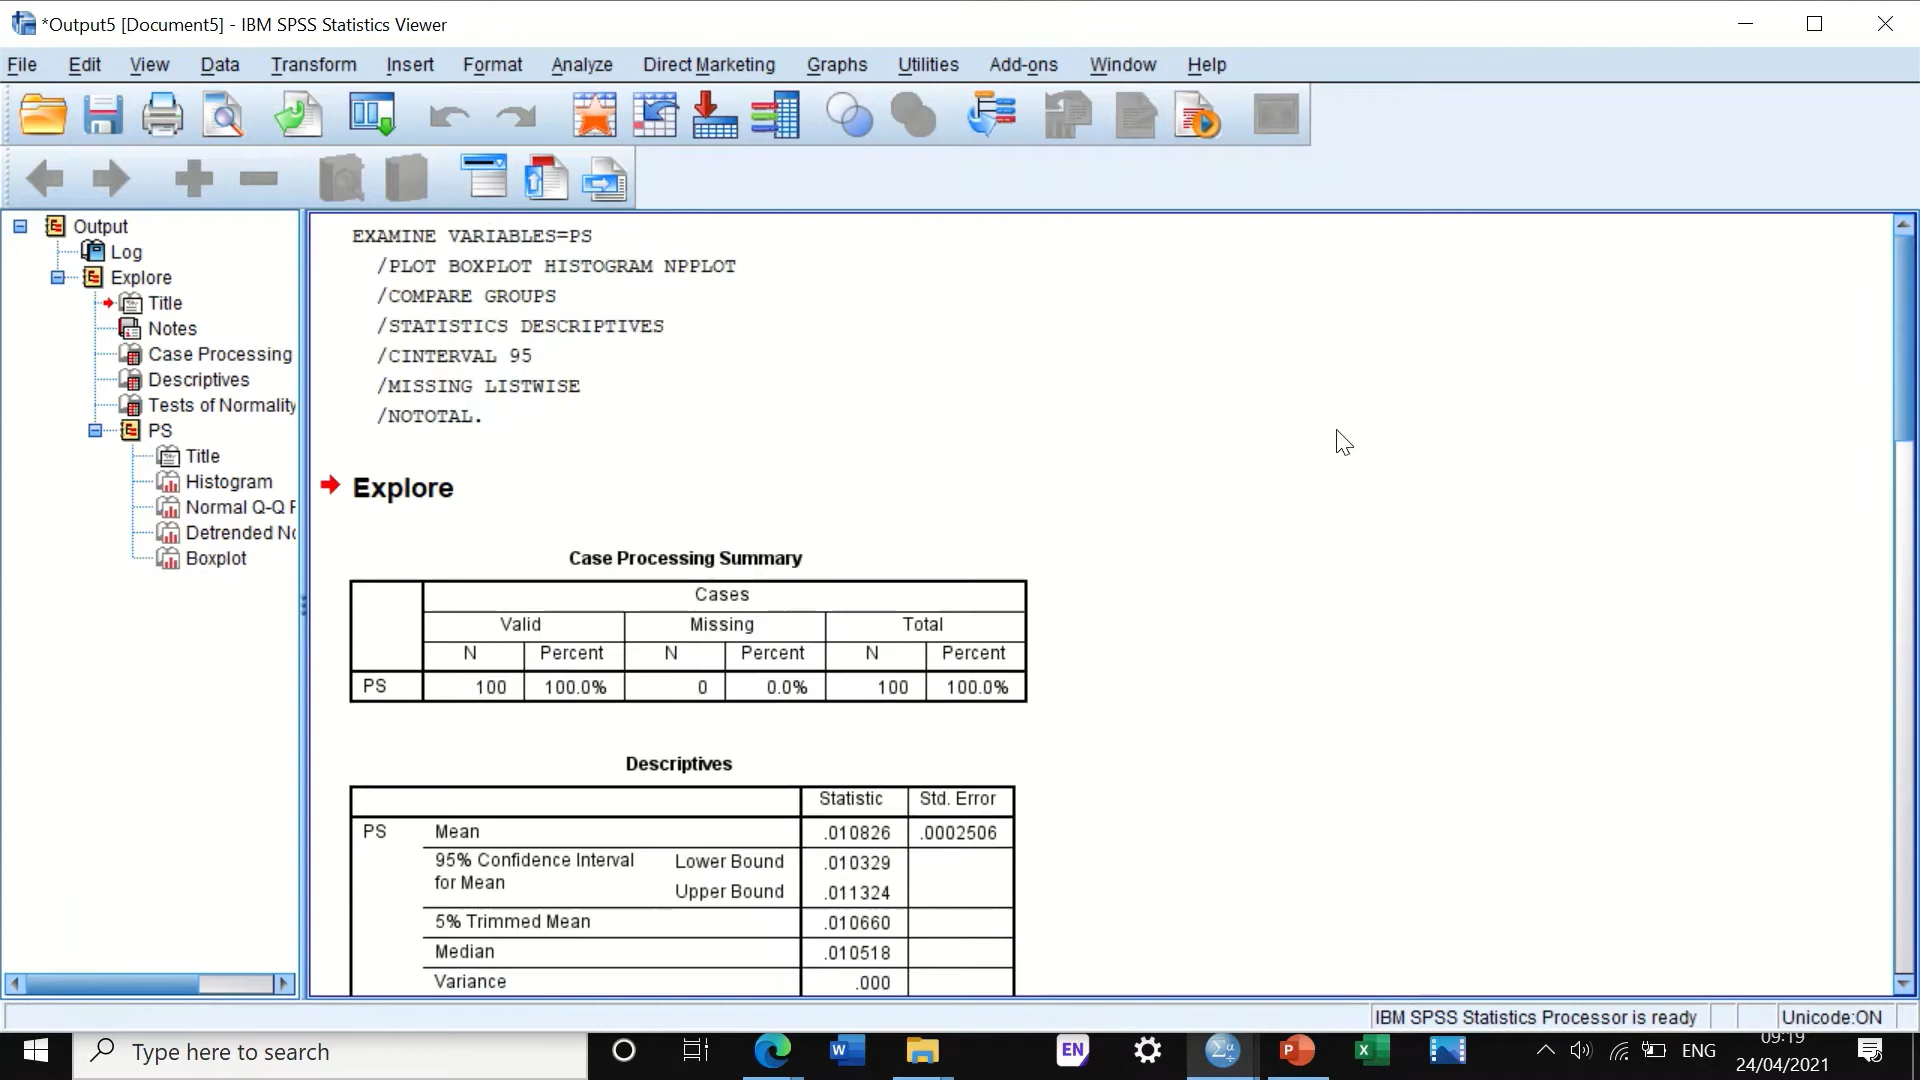 *Output5 [Document5] - IBM SPSS Statistics Viewer
File Edit View Data Transform Insert Format Analyze Direct Marketing Graphs Utilities Add-ons Window Help
Output
Log
Explore
Title
Notes
Case Processing
Descriptives
Tests of Normality
PS
Title
Histogram
Normal Q-Q
Detrended
Boxplot
EXAMINE VARIABLES=PS
/PLOT BOXPLOT HISTOGRAM NPPLOT
/COMPARE GROUPS
/STATISTICS DESCRIPTIVES
/CINTERVAL 95
/MISSING LISTWISE
/NOTOTAL.
Explore
Case Processing Summary
Cases
Valid Missing Total
N Percent N Percent N Percent
PS 100 100.0% 0 0.0% 100 100.0%
Descriptives
Statistic Std. Error
PS Mean .010826 .0002506
95% Confidence Interval for Mean Lower Bound .010329
Upper Bound .011324
5% Trimmed Mean .010660
Median .010518
Variance .000
IBM SPSS Statistics Processor is ready Unicode:ON
Type here to search
W
EN
Σα
P
X
ENG
09:19
24/04/2021